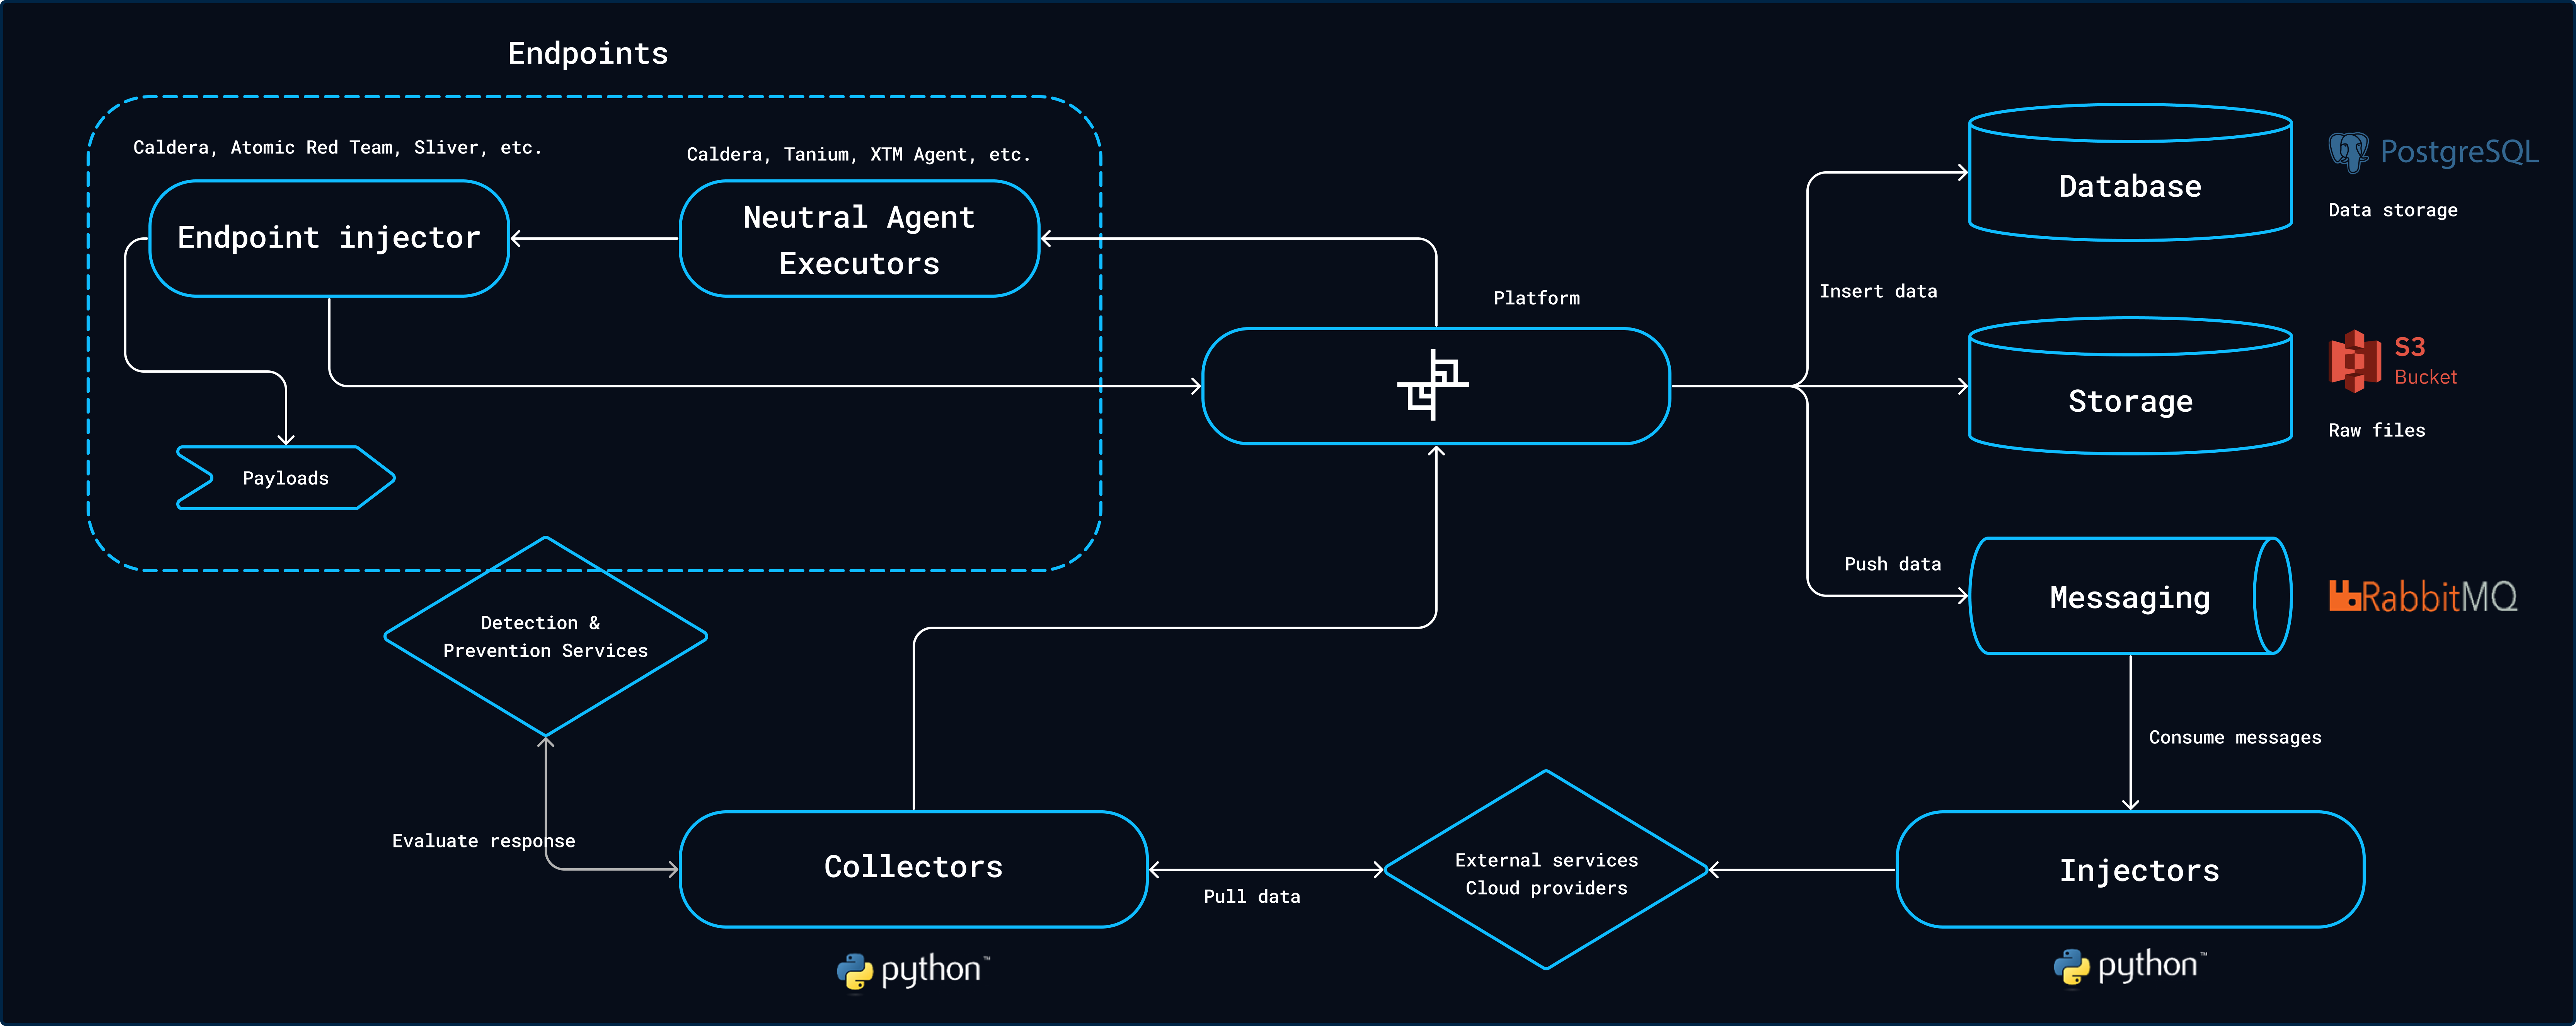 Endpoints
Caldera, Atomic Red Team, Sliver, etc.
Caldera, Tanium, XTM Agent, etc.
Endpoint injector
Neutral Agent
Executors
Payloads
Platform
Insert data
Database
PostgreSQL
Data storage
Storage
S3
Bucket
Raw files
Push data
Messaging
RabbitMQ
Detection &
Prevention Services
Consume messages
Evaluate response
Collectors
Pull data
External services
Cloud providers
Injectors
python™
python™